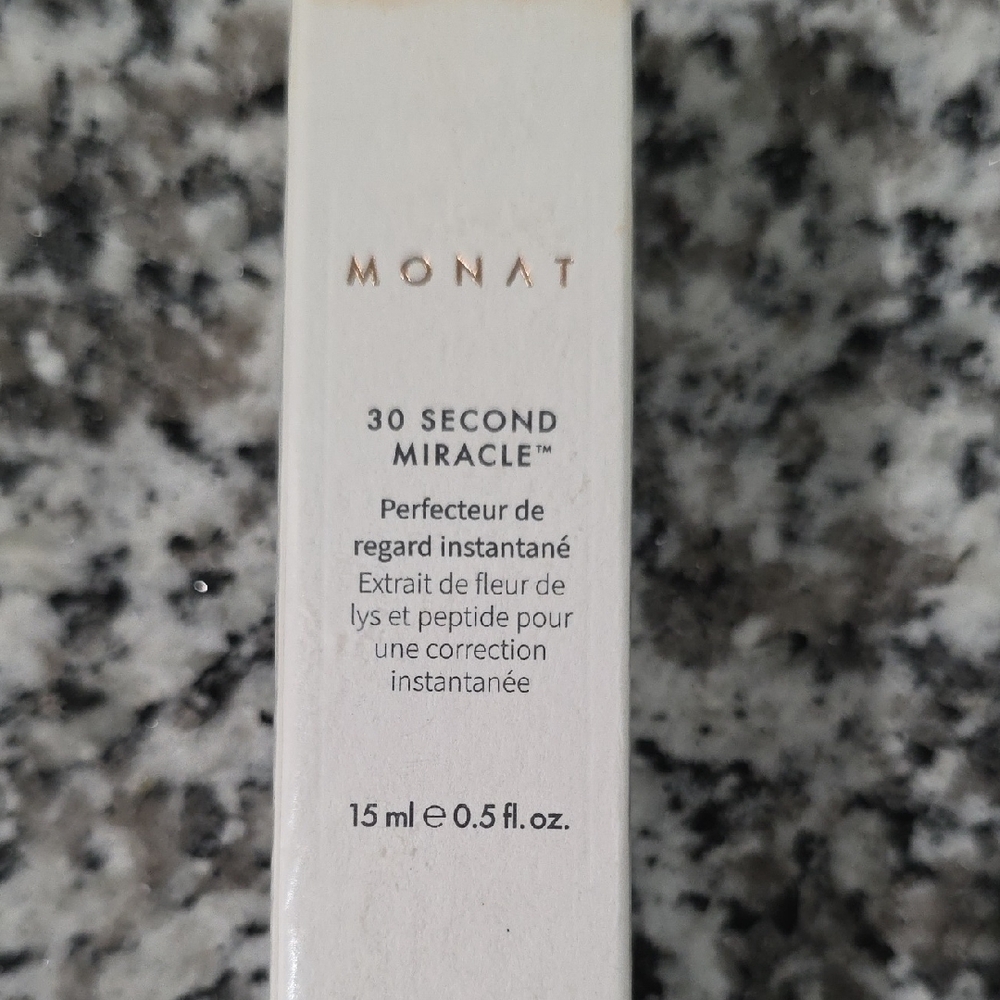 MONAT
30 SECOND
MIRACLE™
Perfecteur de
regard instantané
Extrait de fleur de
lys et peptide pour
une correction
instantanée
15 ml ℮ 0.5 fl. oz.